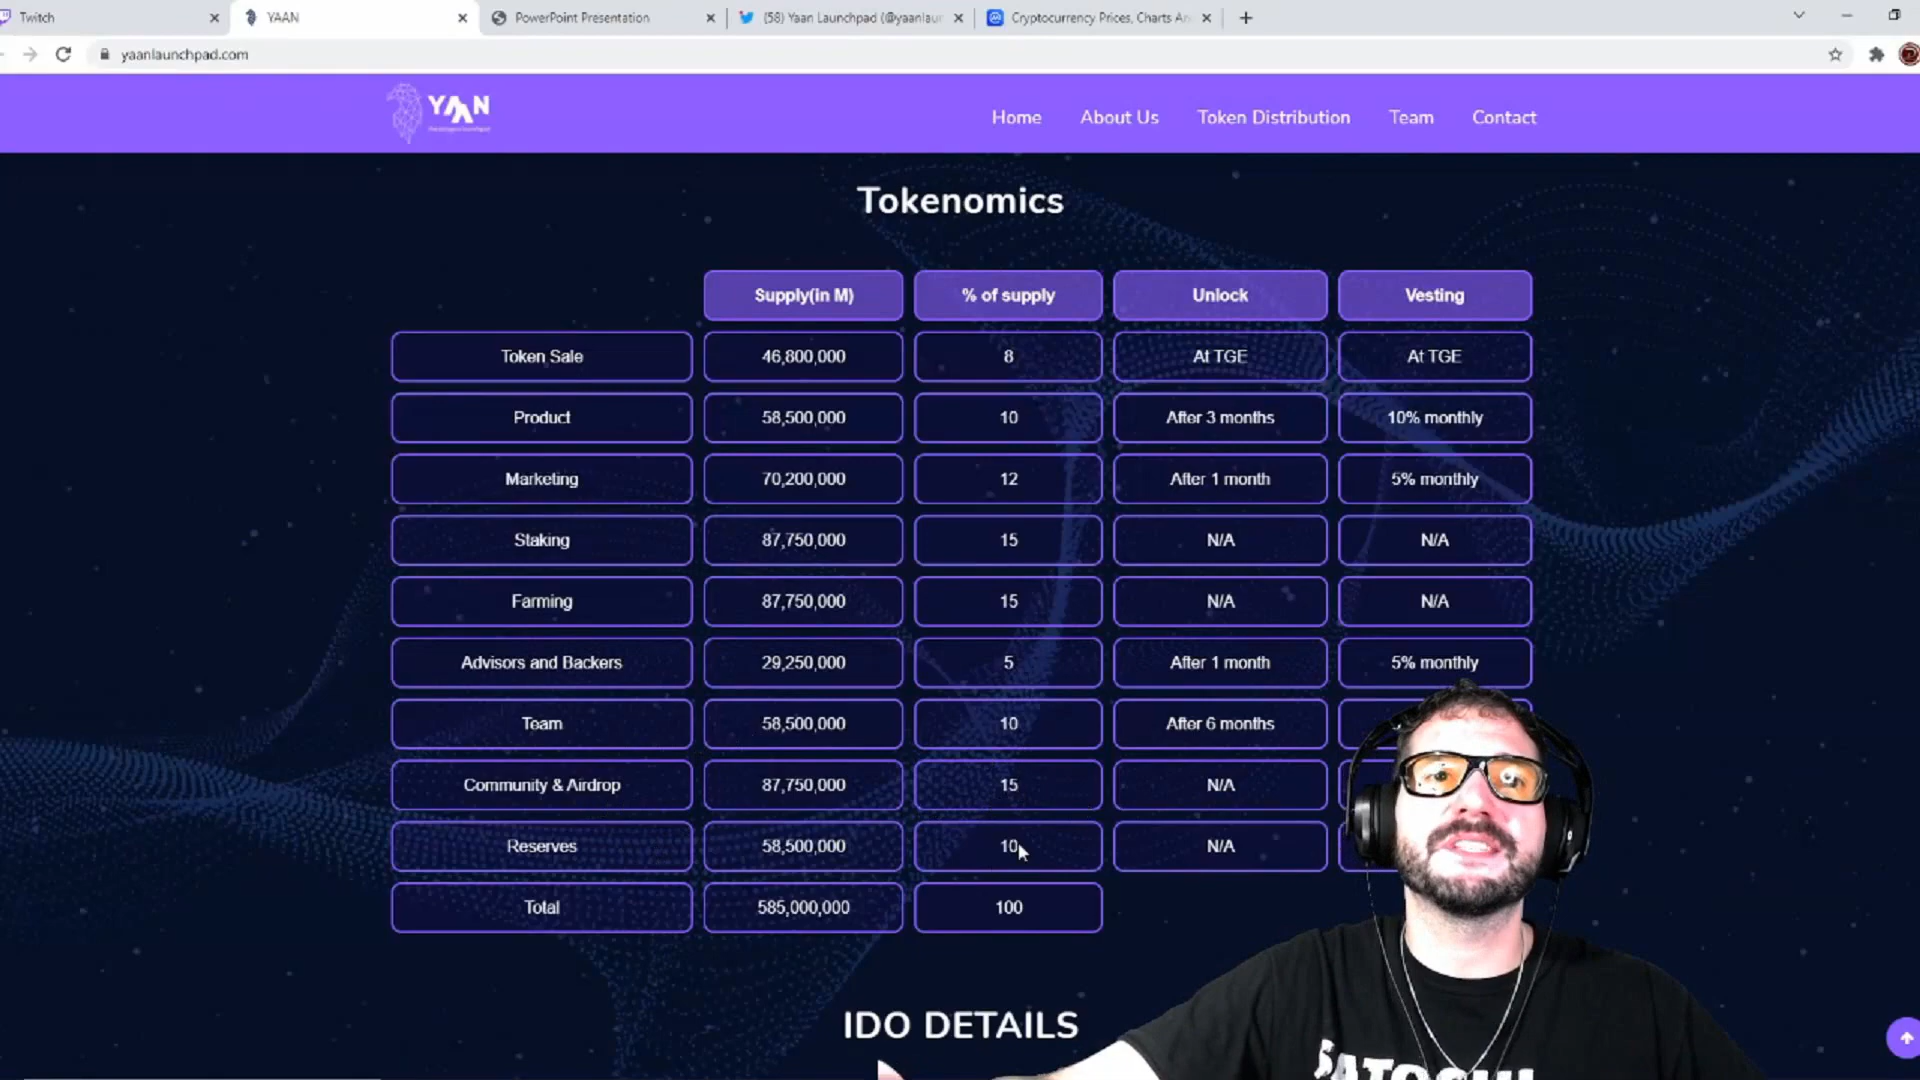 Twitch YAAN PowerPoint Presentation (58) Yaan Launchpad (@yaanlaun Cryptocurrency Prices, Charts An
yaanlaunchpad.com
YAAN
Home About Us Token Distribution Team Contact
Tokenomics
Supply(in M) % of supply Unlock Vesting
Token Sale 46,800,000 8 At TGE At TGE
Product 58,500,000 10 After 3 months 10% monthly
Marketing 70,200,000 12 After 1 month 5% monthly
Staking 87,750,000 15 N/A N/A
Farming 87,750,000 15 N/A N/A
Advisors and Backers 29,250,000 5 After 1 month 5% monthly
Team 58,500,000 10 After 6 months
Community & Airdrop 87,750,000 15 N/A
Reserves 58,500,000 10 N/A
Total 585,000,000 100
IDO DETAILS
SATOSHI